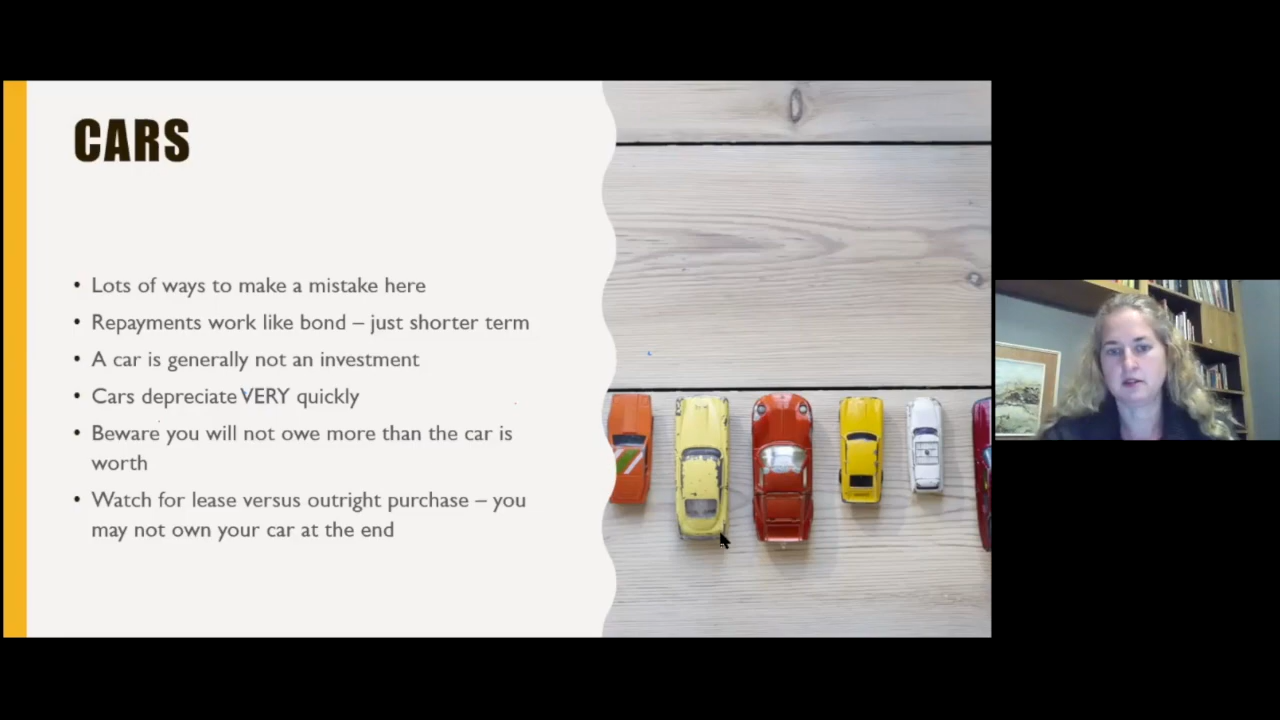 CARS
• Lots of ways to make a mistake here
• Repayments work like bond – just shorter term
• A car is generally not an investment
• Cars depreciate VERY quickly
• Beware you will not owe more than the car is
worth
• Watch for lease versus outright purchase – you
may not own your car at the end